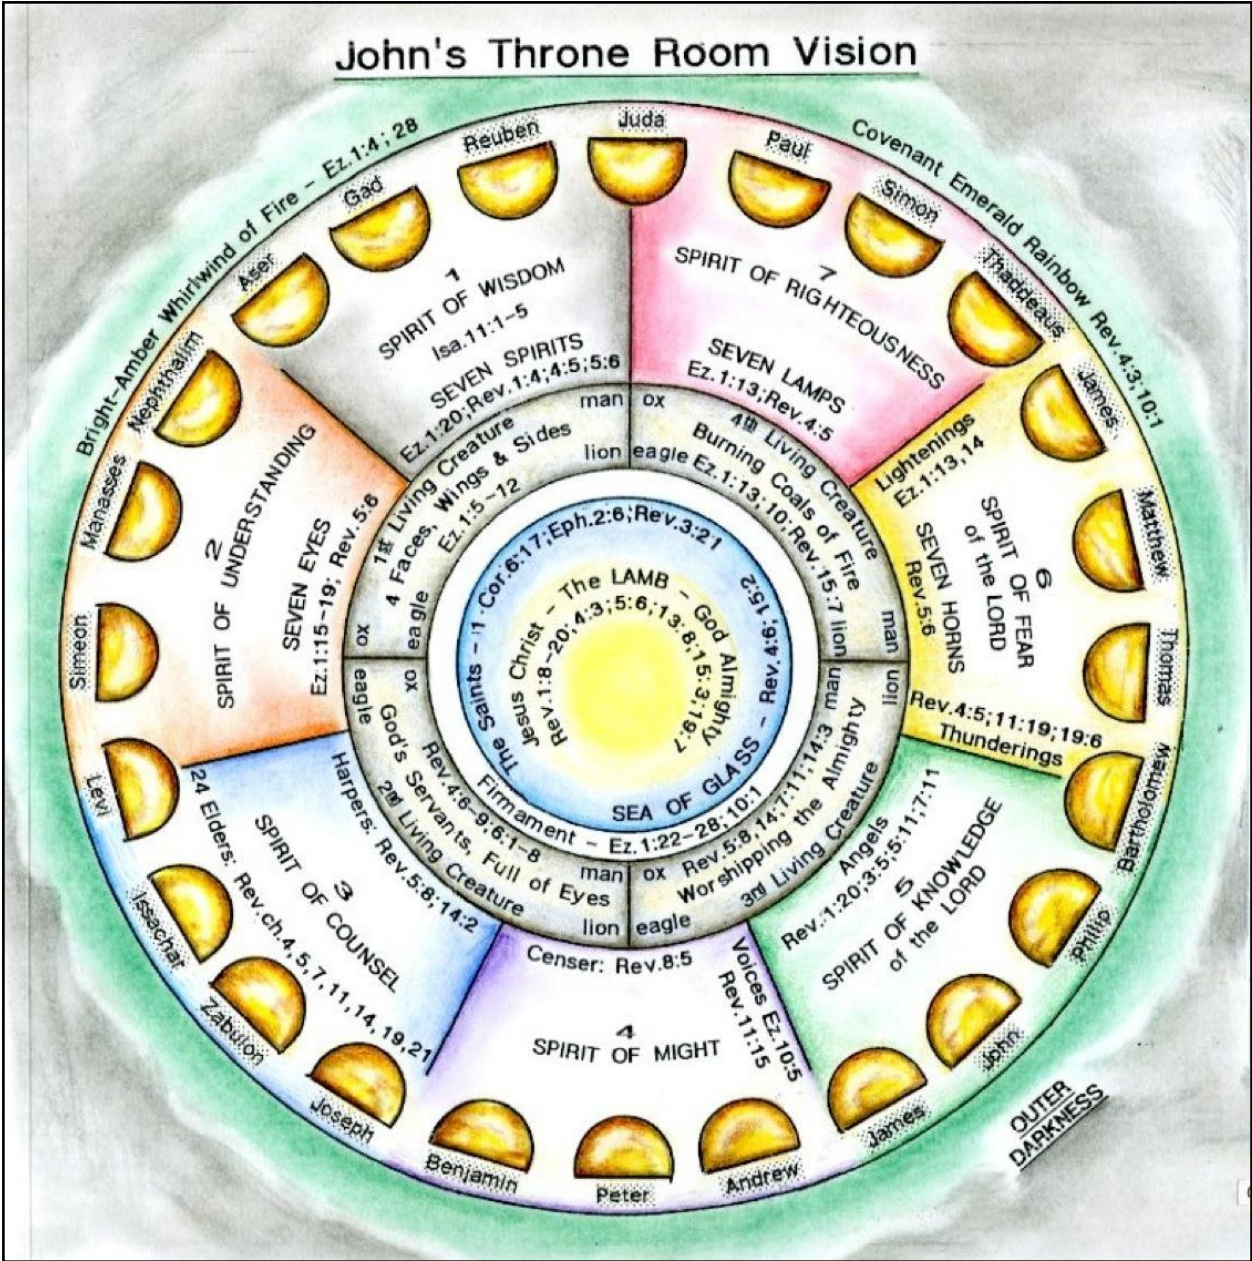 John's Throne Room Vision
Bright-Amber Whirlwind of Fire - Ez.1:4; 28
Covenant Emerald Rainbow Rev.4:3;10:1
Juda
Paul
Simon
Thaddeaus
James
Matthew
Thomas
Bartholomew
Philip
John
James
Andrew
Peter
Benjamin
Joseph
Zabulon
Issachar
Levi
Simeon
Manasses
Nephthalim
Aser
Gad
Reuben
1
SPIRIT OF WISDOM
Isa.11:1-5
SEVEN SPIRITS
Ez.1:20;Rev.1:4;4:5;5:6
7
SPIRIT OF RIGHTEOUSNESS
SEVEN LAMPS
Ez.1:13;Rev.4:5
Lightenings
Ez.1:13,14
6
SPIRIT OF FEAR
of the LORD
SEVEN HORNS
Rev.5:6
Rev.4:5;11:19;19:6
Thunderings
Angels
Rev.:1:20;3:5;5:11;7:11
5
SPIRIT OF KNOWLEDGE
of the LORD
Voices Ez.10:5
Rev.11:15
Censer: Rev.8:5
4
SPIRIT OF MIGHT
Harpers: Rev.5:8; 14:2
3
SPIRIT OF COUNSEL
24 Elders: Rev.ch.4, 5, 7, 11, 14, 19,21
2
SPIRIT OF UNDERSTANDING
SEVEN EYES
Ez.1:15-19; Rev.5:6
man
lion
1st Living Creature
4 Faces, Wings & Sides
Ez.1:5-12
ox
eagle
ox
eagle
4th Living Creature
Burning Coals of Fire
Ez.1:13;10;Rev.15:7
lion
man
man
lion
Rev.5:8,14;7:11;14:3
Worshipping the Almighty
3rd Living Creature
ox
eagle
ox
eagle
Rev.4:6-9;6:1-8
God's Servants, Full of Eyes
2nd Living Creature
man
lion
Firmament - Ez.1:22-28;10:1
The Saints - 1.Cor.6:17;Eph.2:6;Rev.3:21
SEA OF GLASS - Rev.4:6;15:2
Jesus Christ - The LAMB - God Almighty
Rev.1:8-20;4:3;5:6;13:8;15:3;19:7
OUTER
DARKNESS